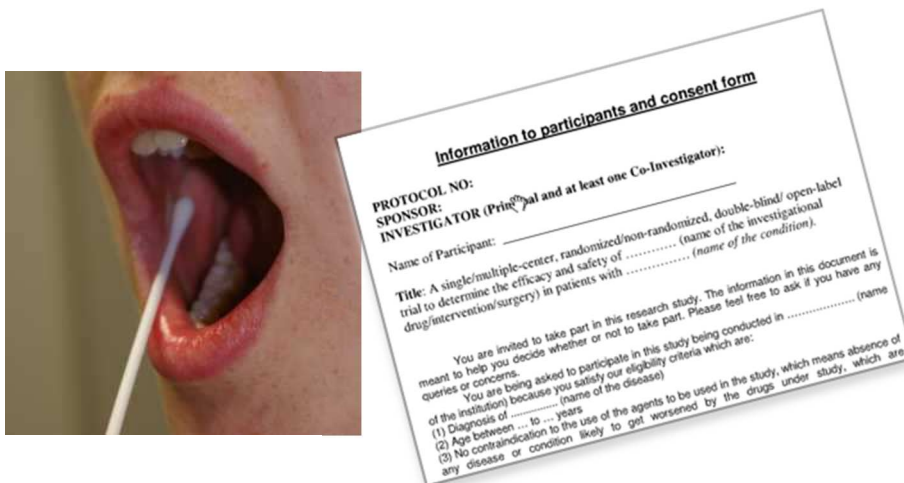 Information to participants and consent form
PROTOCOL NO:
SPONSOR:
INVESTIGATOR (Principal and at least one Co-Investigator):
Name of Participant: ______________________
Title: A single/multiple-center, randomized/non-randomized, double-blind/ open-label
trial to determine the efficacy and safety of ………… (name of the investigational
drug/intervention/surgery) in patients with …………… (name of the condition).
You are invited to take part in this research study. The information in this document is
meant to help you decide whether or not to take part. Please feel free to ask if you have any
queries or concerns.
You are being asked to participate in this study being conducted in ……………… (name
of the institution) because you satisfy our eligibility criteria which are:
(1) Diagnosis of ………….. (name of the disease)
(2) Age between … to … years
(3) No contraindication to the use of the agents to be used in the study, which means absence of
any disease or condition likely to get worsened by the drugs under study, which are